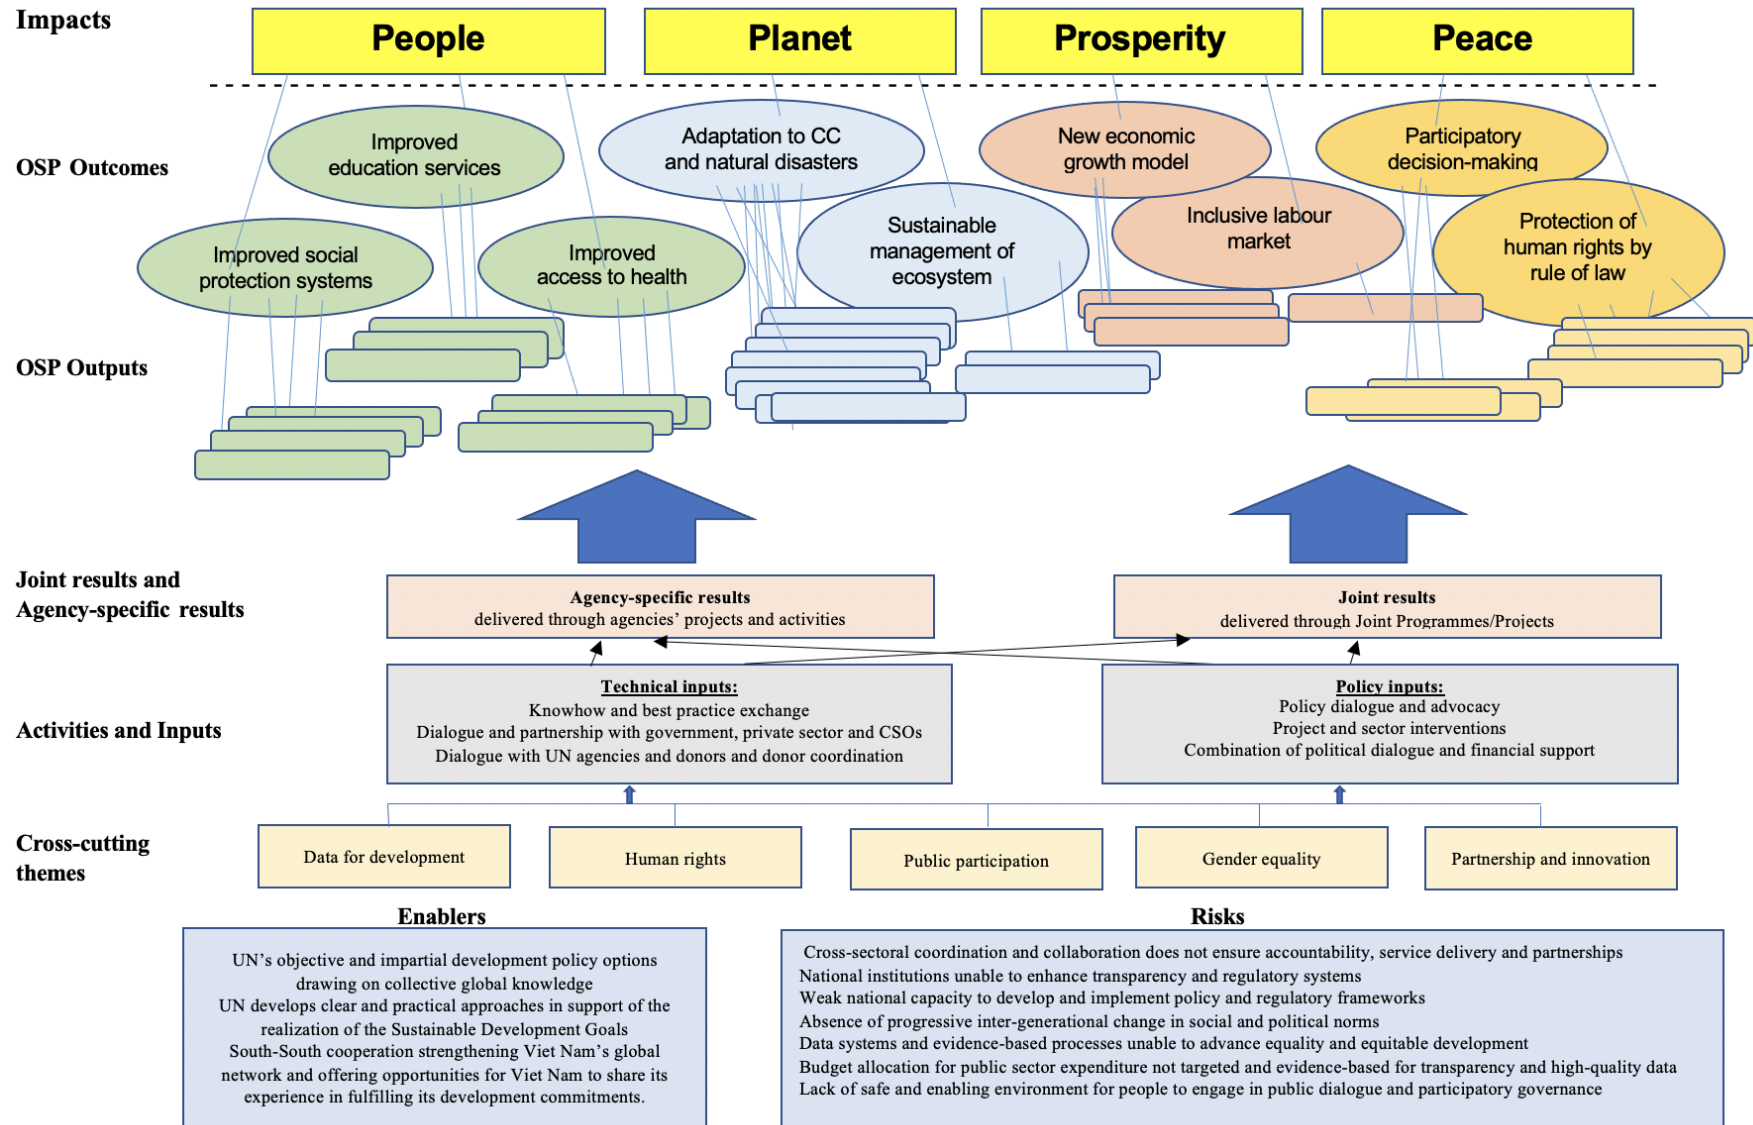 Impacts
People
Planet
Prosperity
Peace
OSP Outcomes
Improved
education services
Adaptation to CC
and natural disasters
New economic
growth model
Participatory
decision-making
Improved social
protection systems
Improved
access to health
Sustainable
management of
ecosystem
Inclusive labour
market
Protection of
human rights by
rule of law
OSP Outputs
Joint results and
Agency-specific results
Agency-specific results
delivered through agencies’ projects and activities
Joint results
delivered through Joint Programmes/Projects
Activities and Inputs
Technical inputs:
Knowhow and best practice exchange
Dialogue and partnership with government, private sector and CSOs
Dialogue with UN agencies and donors and donor coordination
Policy inputs:
Policy dialogue and advocacy
Project and sector interventions
Combination of political dialogue and financial support
Cross-cutting
themes
Data for development
Human rights
Public participation
Gender equality
Partnership and innovation
Enablers
UN’s objective and impartial development policy options
drawing on collective global knowledge
UN develops clear and practical approaches in support of the
realization of the Sustainable Development Goals
South-South cooperation strengthening Viet Nam’s global
network and offering opportunities for Viet Nam to share its
experience in fulfilling its development commitments.
Risks
Cross-sectoral coordination and collaboration does not ensure accountability, service delivery and partnerships
National institutions unable to enhance transparency and regulatory systems
Weak national capacity to develop and implement policy and regulatory frameworks
Absence of progressive inter-generational change in social and political norms
Data systems and evidence-based processes unable to advance equality and equitable development
Budget allocation for public sector expenditure not targeted and evidence-based for transparency and high-quality data
Lack of safe and enabling environment for people to engage in public dialogue and participatory governance